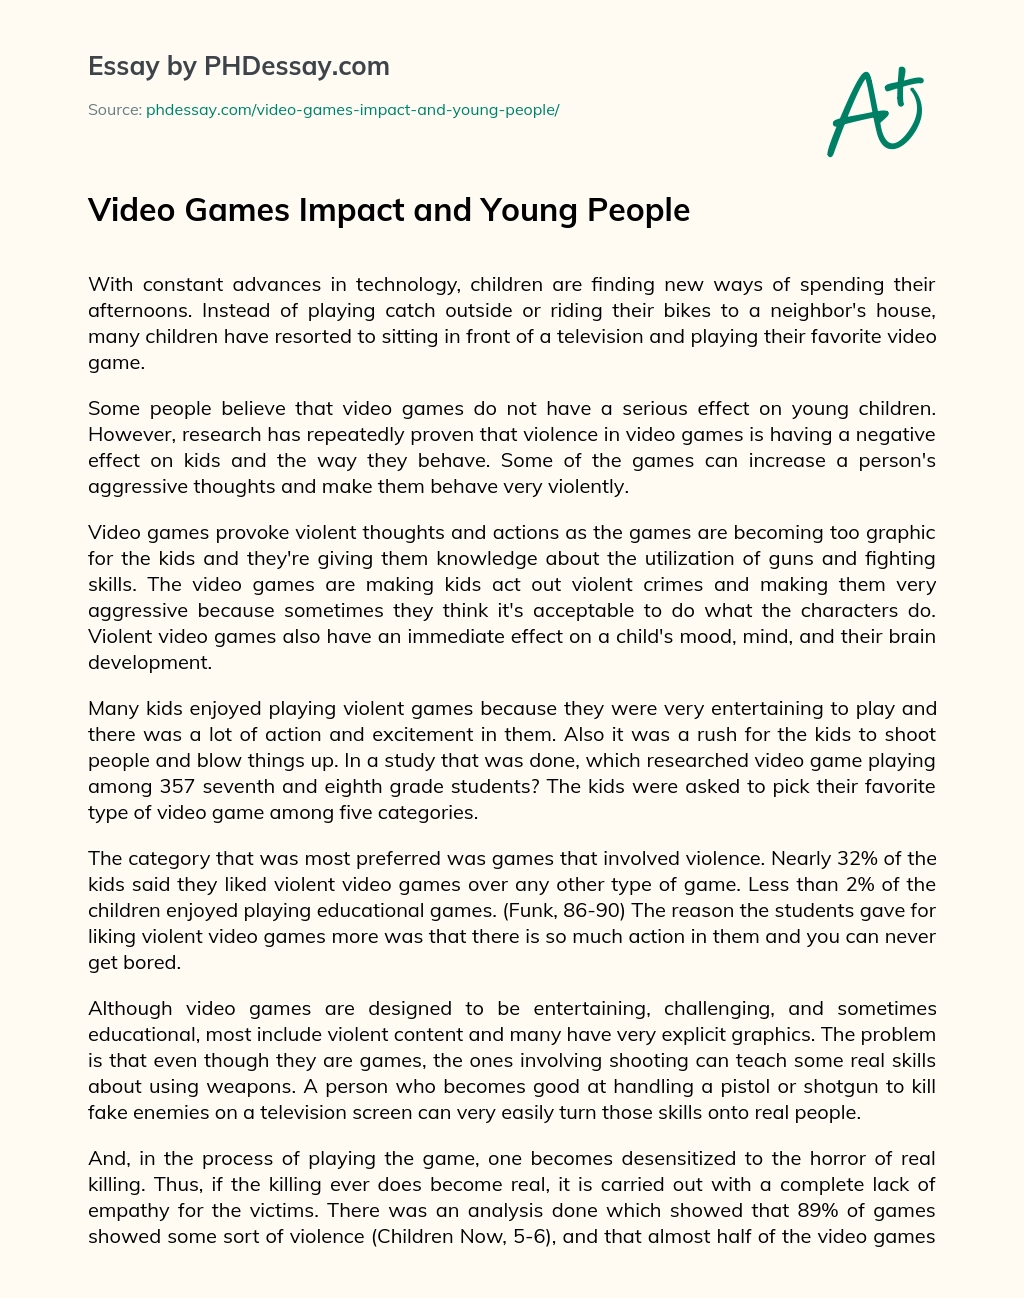 Essay by PHDessay.com
Source: phdessay.com/video-games-impact-and-young-people/
A+
Video Games Impact and Young People
With constant advances in technology, children are finding new ways of spending their
afternoons. Instead of playing catch outside or riding their bikes to a neighbor's house,
many children have resorted to sitting in front of a television and playing their favorite video
game.
Some people believe that video games do not have a serious effect on young children.
However, research has repeatedly proven that violence in video games is having a negative
effect on kids and the way they behave. Some of the games can increase a person's
aggressive thoughts and make them behave very violently.
Video games provoke violent thoughts and actions as the games are becoming too graphic
for the kids and they're giving them knowledge about the utilization of guns and fighting
skills. The video games are making kids act out violent crimes and making them very
aggressive because sometimes they think it's acceptable to do what the characters do.
Violent video games also have an immediate effect on a child's mood, mind, and their brain
development.
Many kids enjoyed playing violent games because they were very entertaining to play and
there was a lot of action and excitement in them. Also it was a rush for the kids to shoot
people and blow things up. In a study that was done, which researched video game playing
among 357 seventh and eighth grade students? The kids were asked to pick their favorite
type of video game among five categories.
The category that was most preferred was games that involved violence. Nearly 32% of the
kids said they liked violent video games over any other type of game. Less than 2% of the
children enjoyed playing educational games. (Funk, 86-90) The reason the students gave for
liking violent video games more was that there is so much action in them and you can never
get bored.
Although video games are designed to be entertaining, challenging, and sometimes
educational, most include violent content and many have very explicit graphics. The problem
is that even though they are games, the ones involving shooting can teach some real skills
about using weapons. A person who becomes good at handling a pistol or shotgun to kill
fake enemies on a television screen can very easily turn those skills onto real people.
And, in the process of playing the game, one becomes desensitized to the horror of real
killing. Thus, if the killing ever does become real, it is carried out with a complete lack of
empathy for the victims. There was an analysis done which showed that 89% of games
showed some sort of violence (Children Now, 5-6), and that almost half of the video games